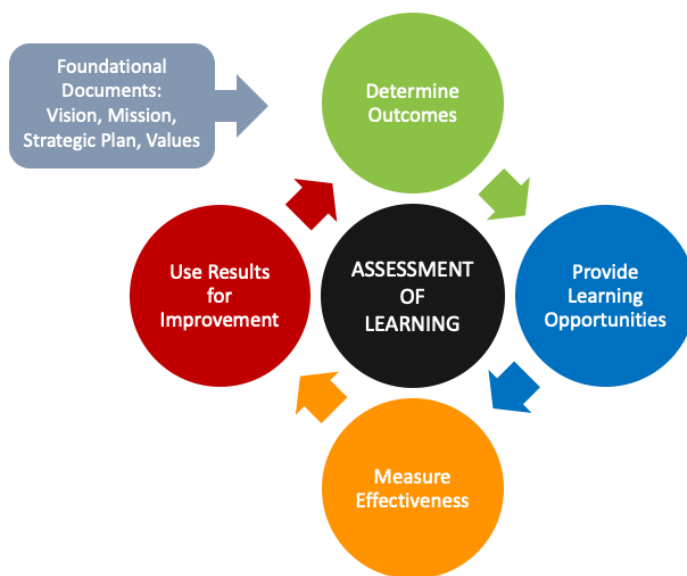 Foundational
Documents:
Vision, Mission,
Strategic Plan, Values
Determine
Outcomes
Use Results
for
Improvement
ASSESSMENT
OF
LEARNING
Provide
Learning
Opportunities
Measure
Effectiveness